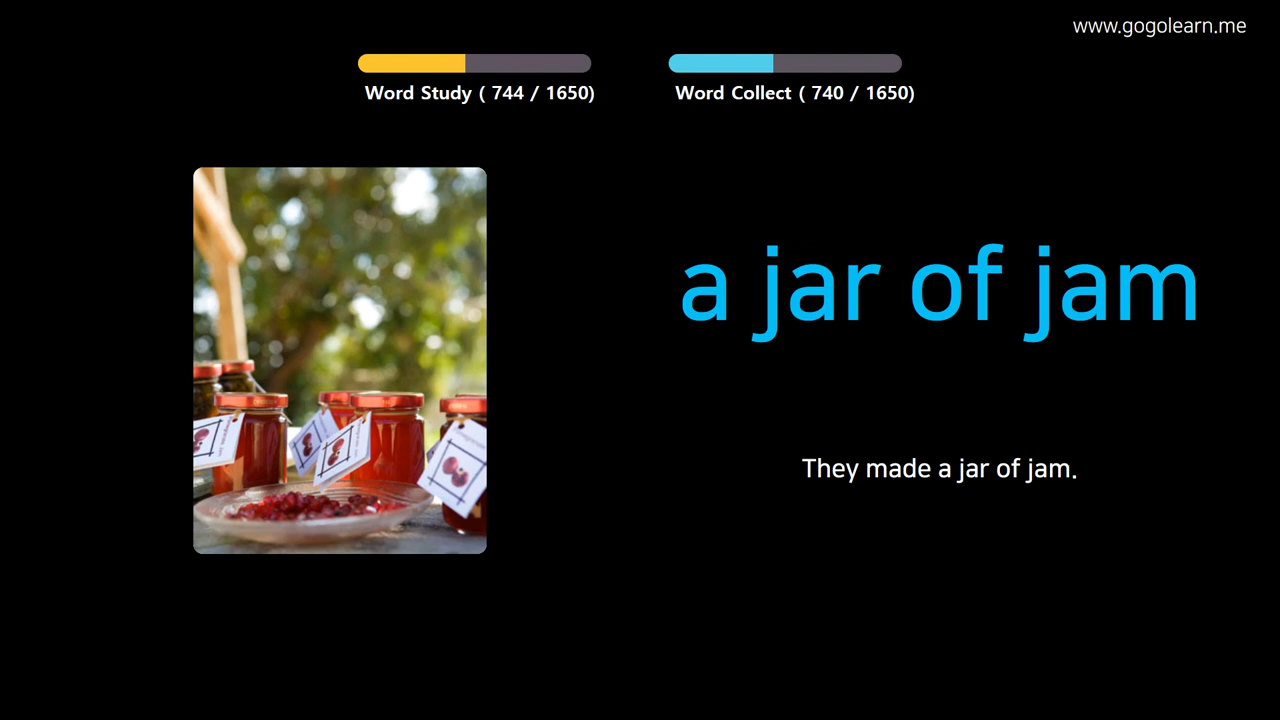 www.gogolearn.me
Word Study ( 744 / 1650)
Word Collect ( 740 / 1650)
a jar of jam
They made a jar of jam.